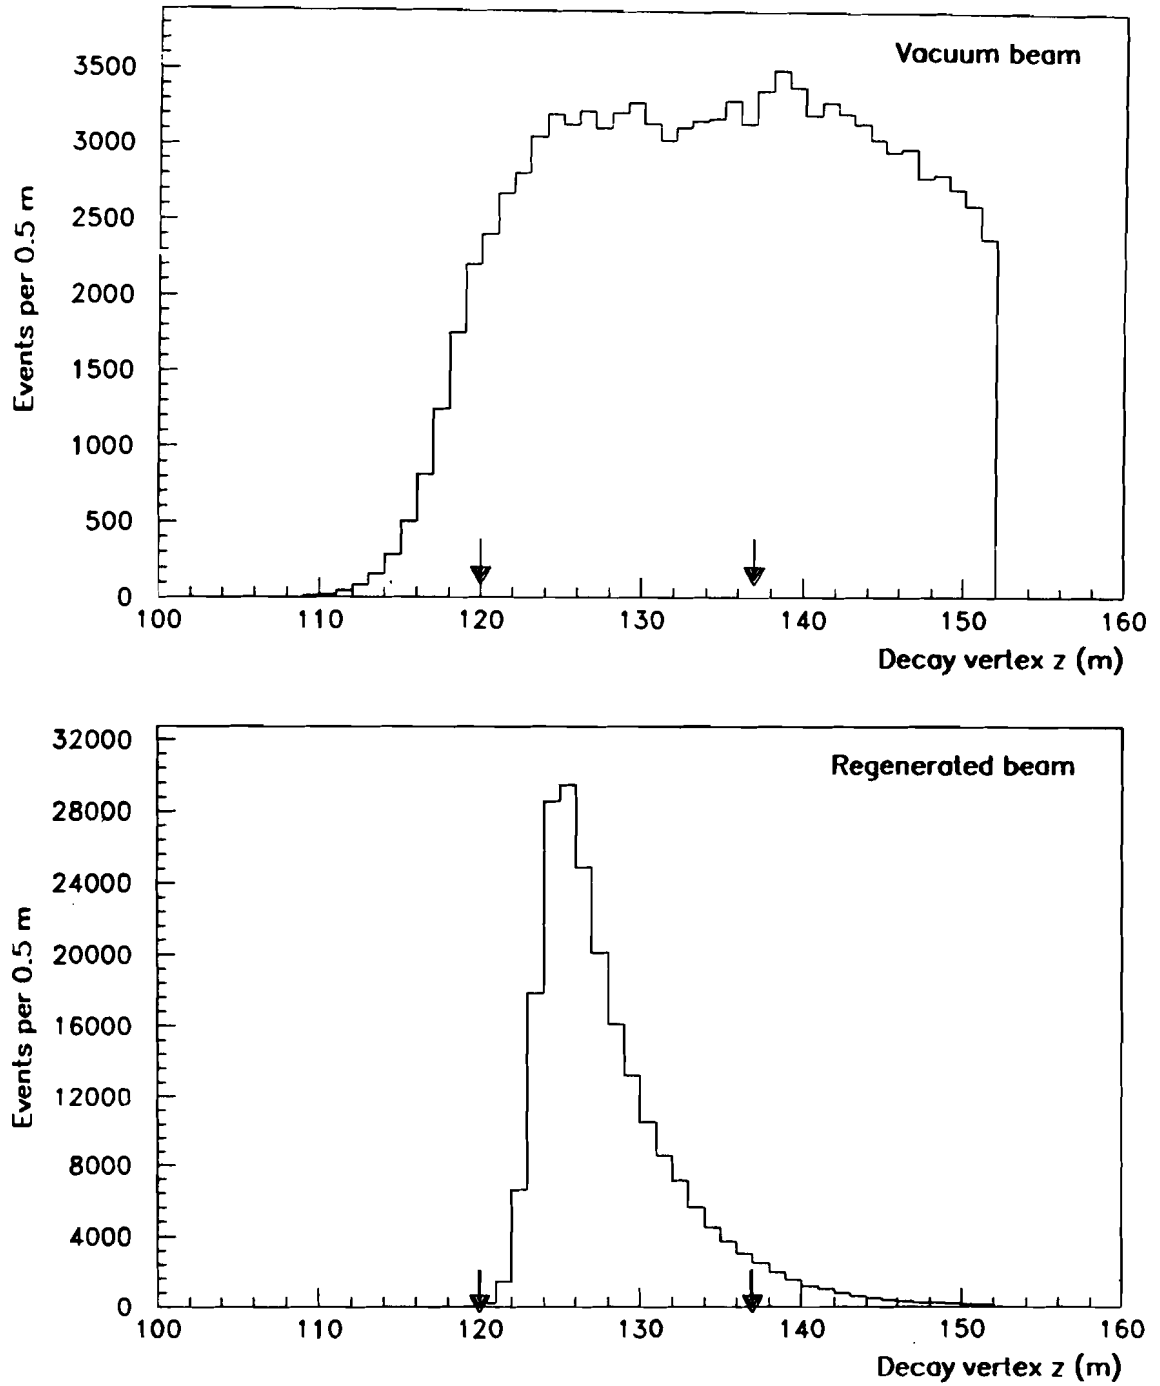 Vacuum beam
3500
3000
2500
2000
1500
1000
500
0
Events per 0.5 m
100 110 120 130 140 150 160
Decay vertex z (m)
Regenerated beam
32000
28000
24000
20000
16000
12000
8000
4000
0
Events per 0.5 m
100 110 120 130 140 150 160
Decay vertex z (m)